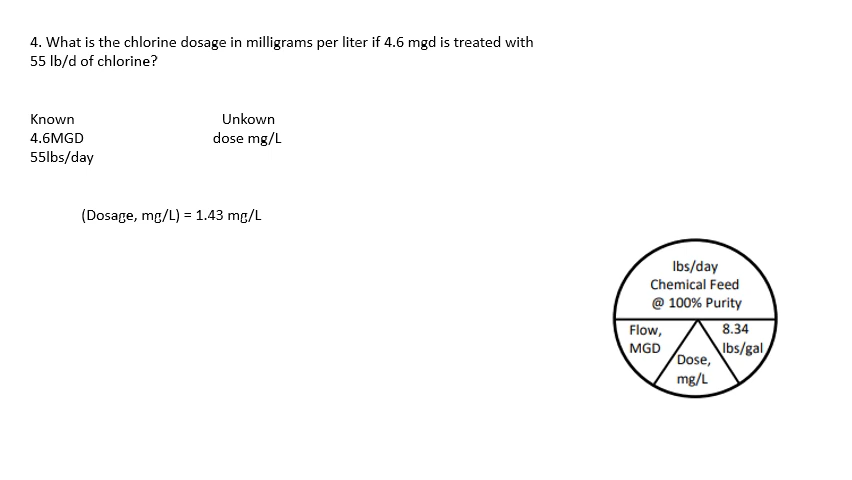 4. What is the chlorine dosage in milligrams per liter if 4.6 mgd is treated with
55 lb/d of chlorine?
Known
Unkown
4.6MGD
dose mg/L
55lbs/day
(Dosage, mg/L) = 1.43 mg/L
lbs/day
Chemical Feed
@ 100% Purity
Flow,
MGD
Dose,
mg/L
8.34
lbs/gal